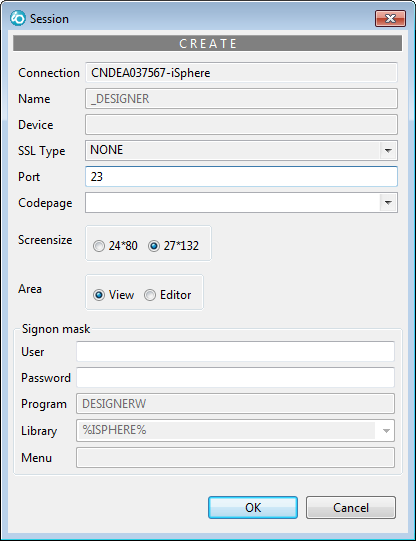 Session
CREATE
Connection CNDEA037567-iSphere
Name _DESIGNER
Device
SSL Type NONE
Port 23
Codepage
Screensize 24*80 27*132
Area View Editor
Signon mask
User
Password
Program DESIGNERW
Library %ISPHERE%
Menu
OK Cancel